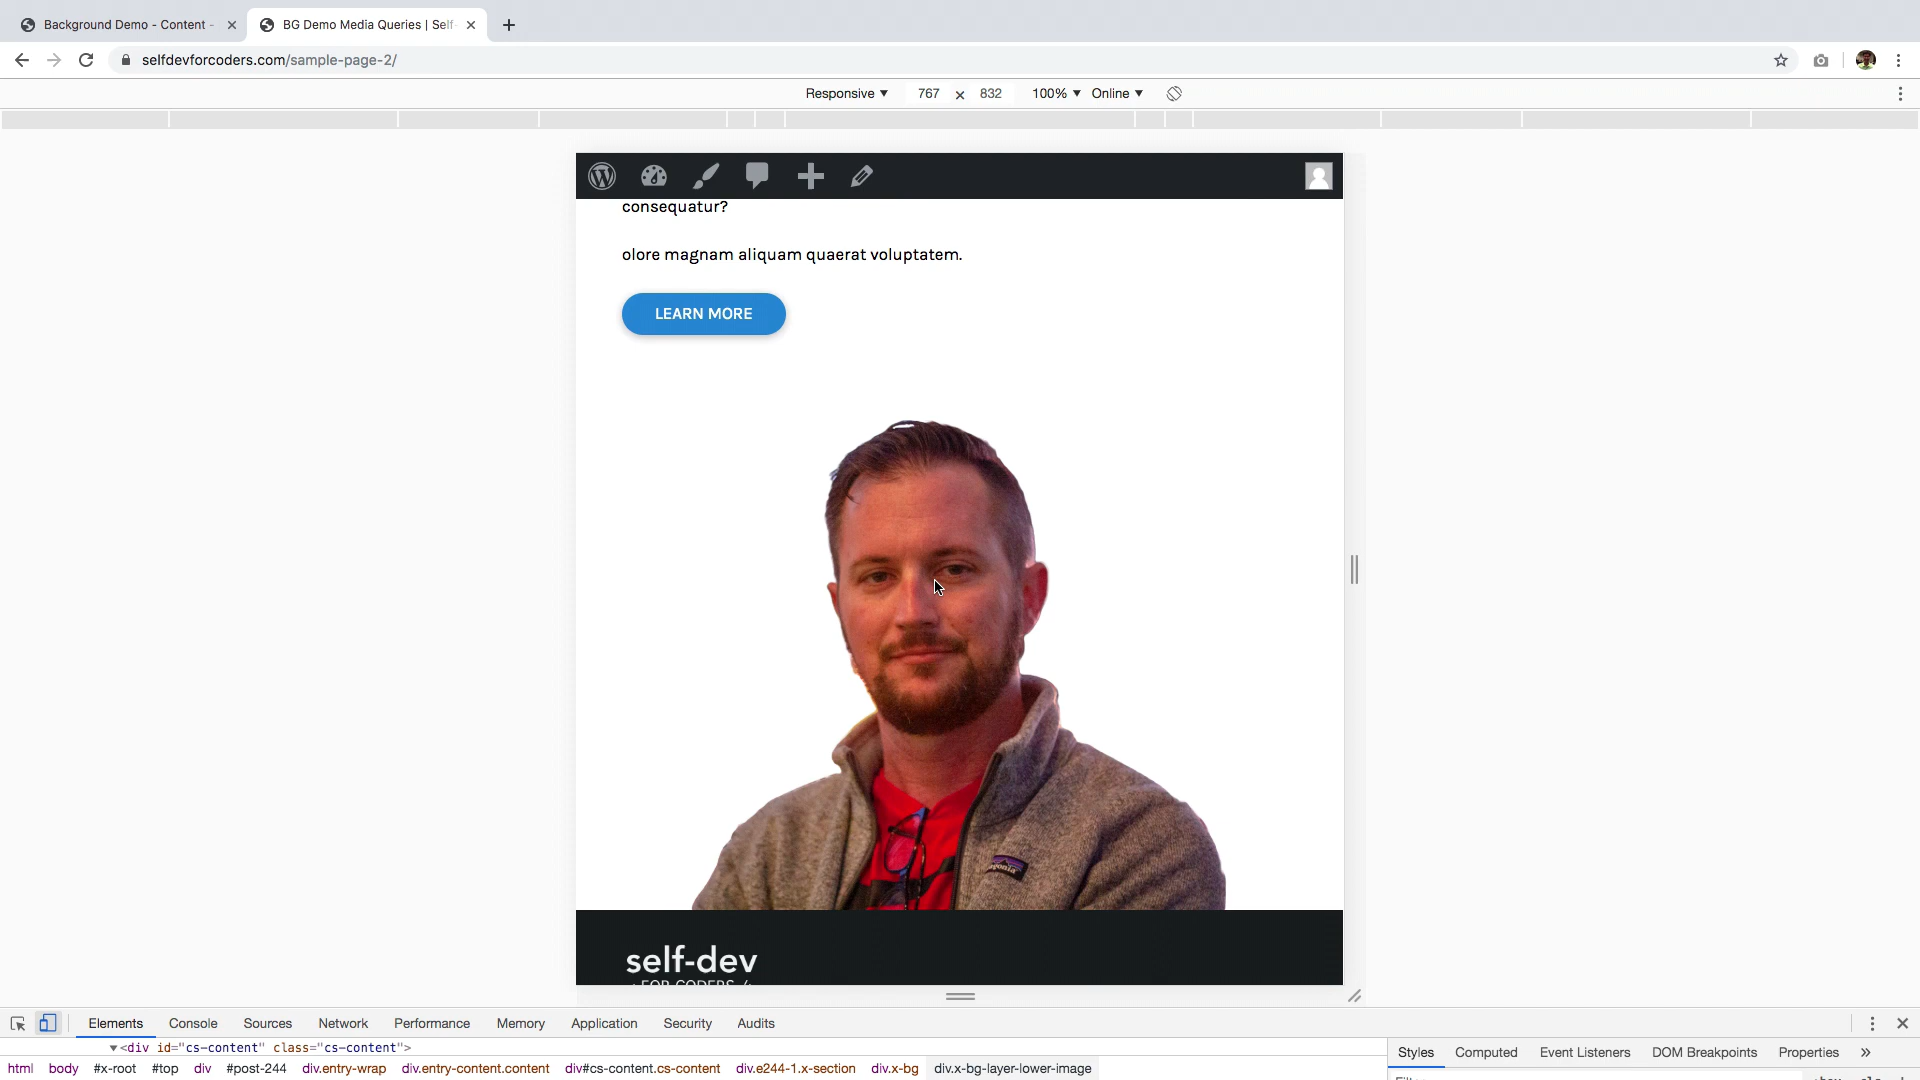 Background Demo - Content -
BG Demo Media Queries | Self-
selfdevforcoders.com/sample-page-2/
Responsive ▼ 767 × 832 100% ▼ Online ▼
consequatur?
olore magnam aliquam quaerat voluptatem.
LEARN MORE
patagonia
self-dev
Elements Console Sources Network Performance Memory Application Security Audits
▼<div id="cs-content" class="cs-content">
Styles Computed Event Listeners DOM Breakpoints Properties »
html body #x-root #top div #post-244 div.entry-wrap div.entry-content.content div#cs-content.cs-content div.e244-1.x-section div.x-bg div.x-bg-layer-lower-image